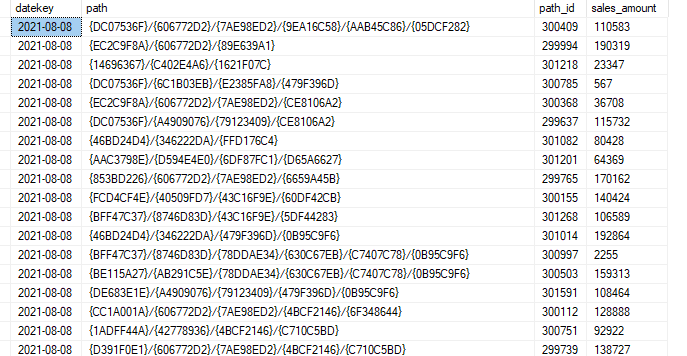 datekey path path_id sales_amount
2021-08-08 {DC07536F}/{606772D2}/{7AE98ED2}/{9EA16C58}/{AAB45C86}/{05DCF282} 300409 110583
2021-08-08 {EC2C9F8A}/{606772D2}/{89E639A1} 299994 190319
2021-08-08 {14696367}/{C402E4A6}/{1621F07C} 301218 23347
2021-08-08 {DC07536F}/{6C1B03EB}/{E2385FA8}/{479F396D} 300785 567
2021-08-08 {EC2C9F8A}/{606772D2}/{7AE98ED2}/{CE8106A2} 300368 36708
2021-08-08 {DC07536F}/{A4909076}/{79123409}/{CE8106A2} 299637 115732
2021-08-08 {46BD24D4}/{346222DA}/{FFD176C4} 301082 80428
2021-08-08 {AAC3798E}/{D594E4E0}/{6DF87FC1}/{D65A6627} 301201 64369
2021-08-08 {853BD226}/{606772D2}/{7AE98ED2}/{6659A45B} 299765 170162
2021-08-08 {FCD4CF4E}/{40509FD7}/{43C16F9E}/{60DF42CB} 300155 140424
2021-08-08 {BFF47C37}/{8746D83D}/{43C16F9E}/{5DF44283} 301268 106589
2021-08-08 {46BD24D4}/{346222DA}/{479F396D}/{0B95C9F6} 301014 192864
2021-08-08 {BFF47C37}/{8746D83D}/{78DDAE34}/{630C67EB}/{C7407C78}/{0B95C9F6} 300997 2255
2021-08-08 {BE115A27}/{AB291C5E}/{78DDAE34}/{630C67EB}/{C7407C78}/{0B95C9F6} 300503 159313
2021-08-08 {DE683E1E}/{A4909076}/{79123409}/{479F396D}/{0B95C9F6} 301591 108464
2021-08-08 {CC1A001A}/{606772D2}/{7AE98ED2}/{4BCF2146}/{6F348644} 300112 128888
2021-08-08 {1ADFF44A}/{42778936}/{4BCF2146}/{C710C5BD} 300751 92922
2021-08-08 {D391F0E1}/{606772D2}/{7AE98ED2}/{4BCF2146}/{C710C5BD} 299739 138727